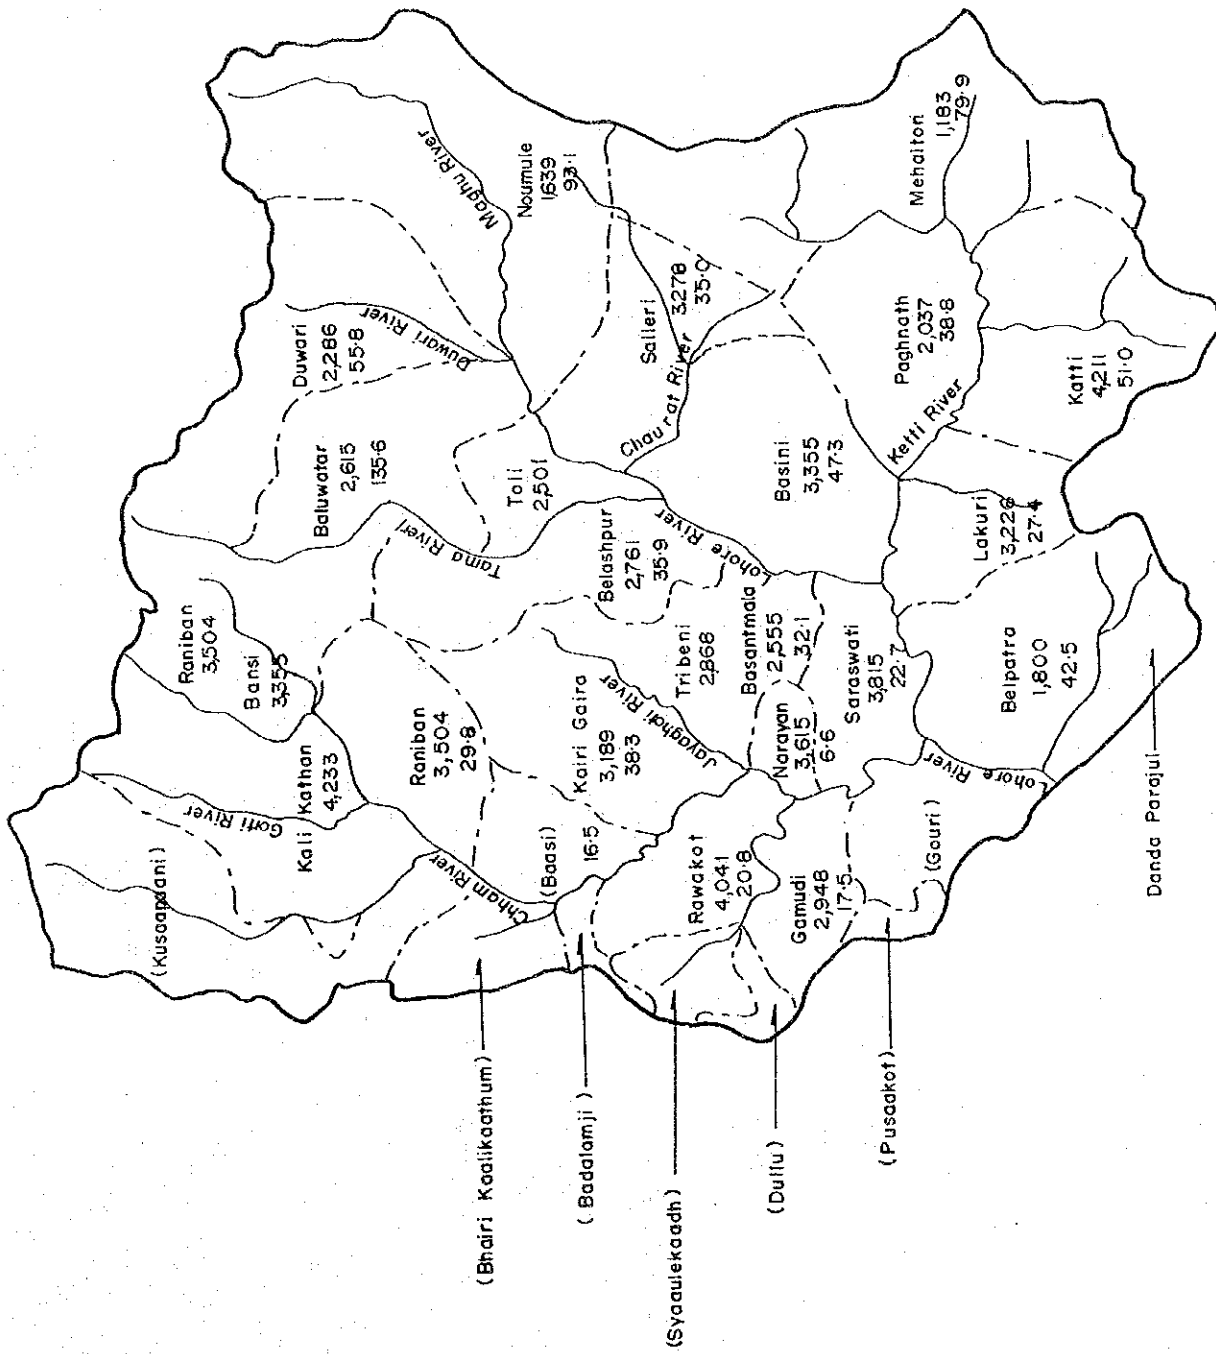 (Kusaapaani)
Goti River
Kali Kathan
4,233
Raniban
3,504
Bansi
3,355
Chham River
Raniban
3,504
29.8
(Baasi)
16.5
Kairi Gaira
3,189
38.3
Jayaghati River
Tama River
Baluwatar
2,615
135.6
Duwari
2,286
55.8
Duwari River
Maghu River
Toli
2,501
Noumule
1,639
93.1
Belashpur
2,761
35.9
Lohore River
Chaurat River
Salleri
3,278
35.0
Tribeni
2,868
Basantmala
2,555
32.1
Narayan
3,615
6.6
Saraswati
3,815
22.7
Basini
3,355
47.3
Ketti River
Paghnath
2,037
38.8
Mehaltori
1,183
79.9
Katti
4,211
51.0
Lakuri
3,226
27.4
Belpatra
1,800
42.5
Lohore River
Rawakot
4,041
20.8
Gamudi
2,948
17.5
(Gouri)
Danda Parajul
(Bhairi Kaalikaathum)
(Badalamji)
(Syaaulekaadh)
(Dullu)
(Pusaakot)